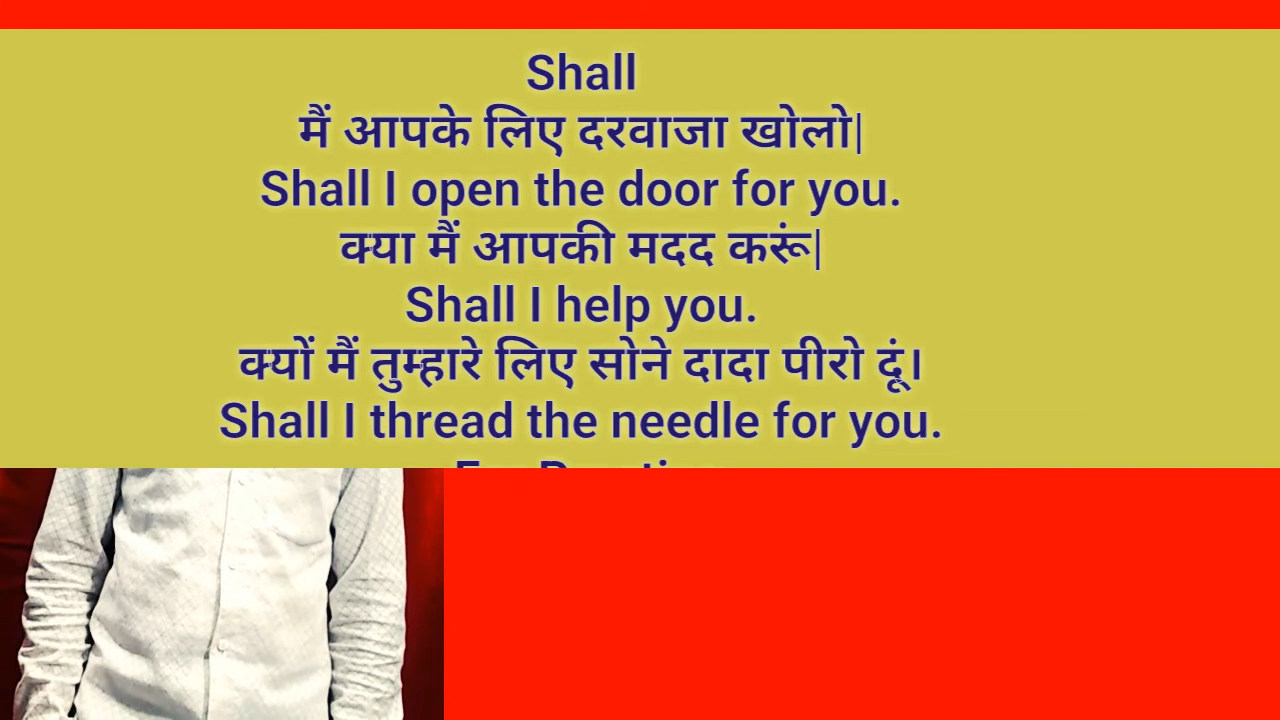 Shall
मैं आपके लिए दरवाजा खोलो|
Shall I open the door for you.
क्या मैं आपकी मदद करूं|
Shall I help you.
क्यों मैं तुम्हारे लिए सोने दादा पीरो दूं।
Shall I thread the needle for you.